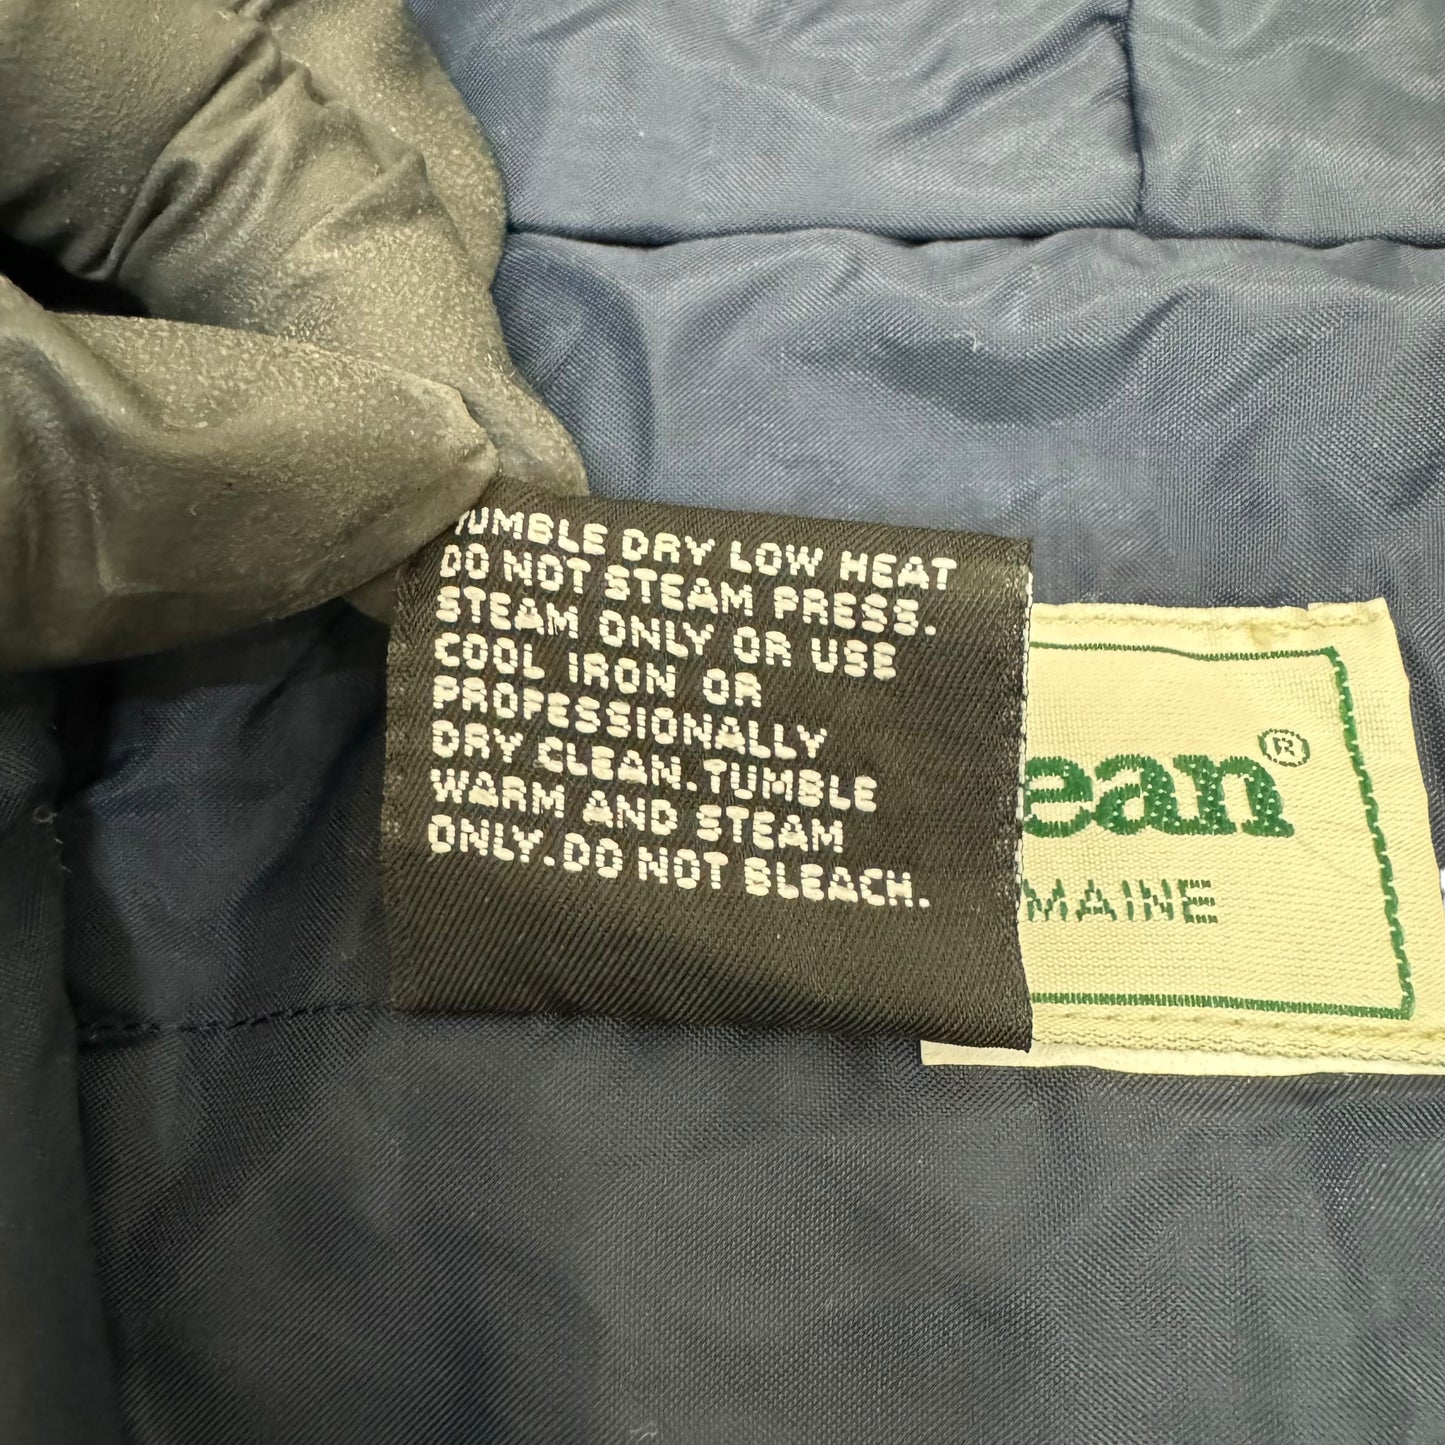 TUMBLE DRY LOW HEAT
DO NOT STEAM PRESS.
STEAM ONLY OR USE
COOL IRON OR
PROFESSIONALLY
DRY CLEAN.TUMBLE
WARM AND STEAM
ONLY.DO NOT BLEACH.
ean®
MAINE